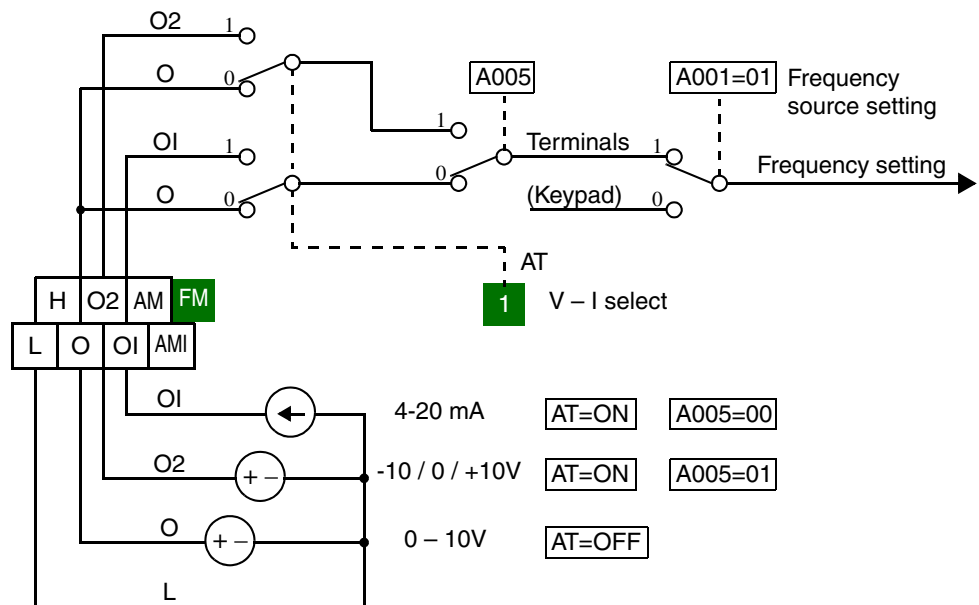 O2
1
O
0
A005
A001=01
Frequency
source setting
1
OI
1
Terminals
1
Frequency setting
O
0
0
(Keypad)
0
AT
1
V – I select
H
O2
AM
FM
L
O
OI
AMI
OI
4-20 mA
AT=ON
A005=00
O2
+ –
-10 / 0 / +10V
AT=ON
A005=01
O
+ –
0 – 10V
AT=OFF
L